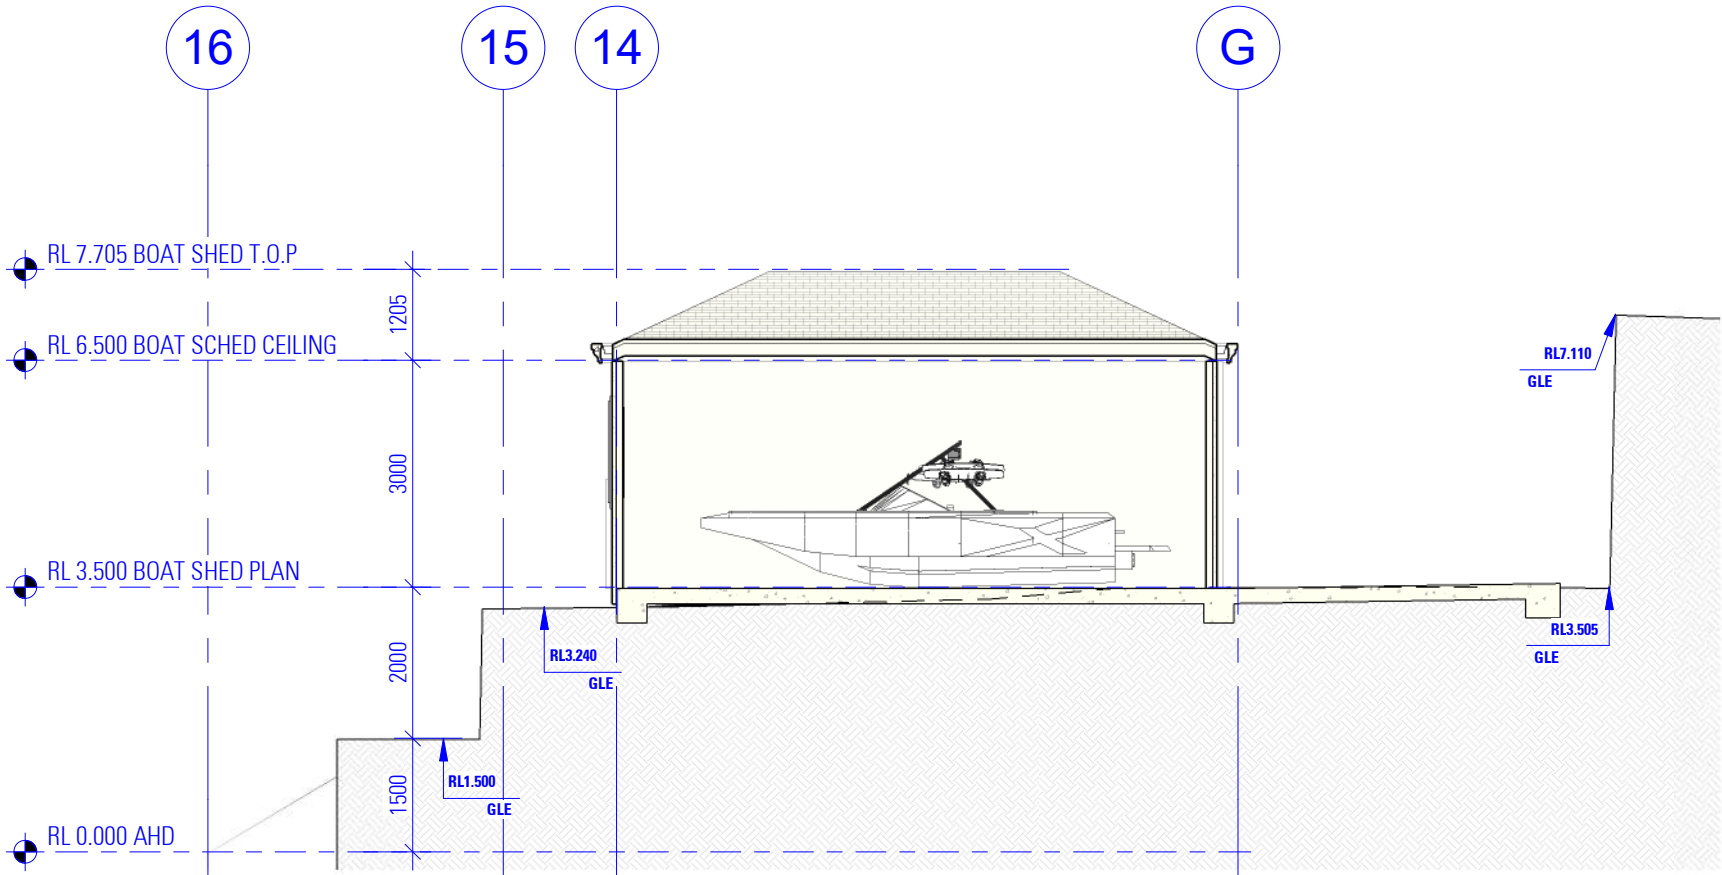 16
15
14
G
RL 7.705 BOAT SHED T.O.P
1205
RL 6.500 BOAT SCHED CEILING
RL7.110
GLE
3000
RL 3.500 BOAT SHED PLAN
RL3.240
GLE
RL3.505
GLE
2000
RL1.500
GLE
1500
RL 0.000 AHD